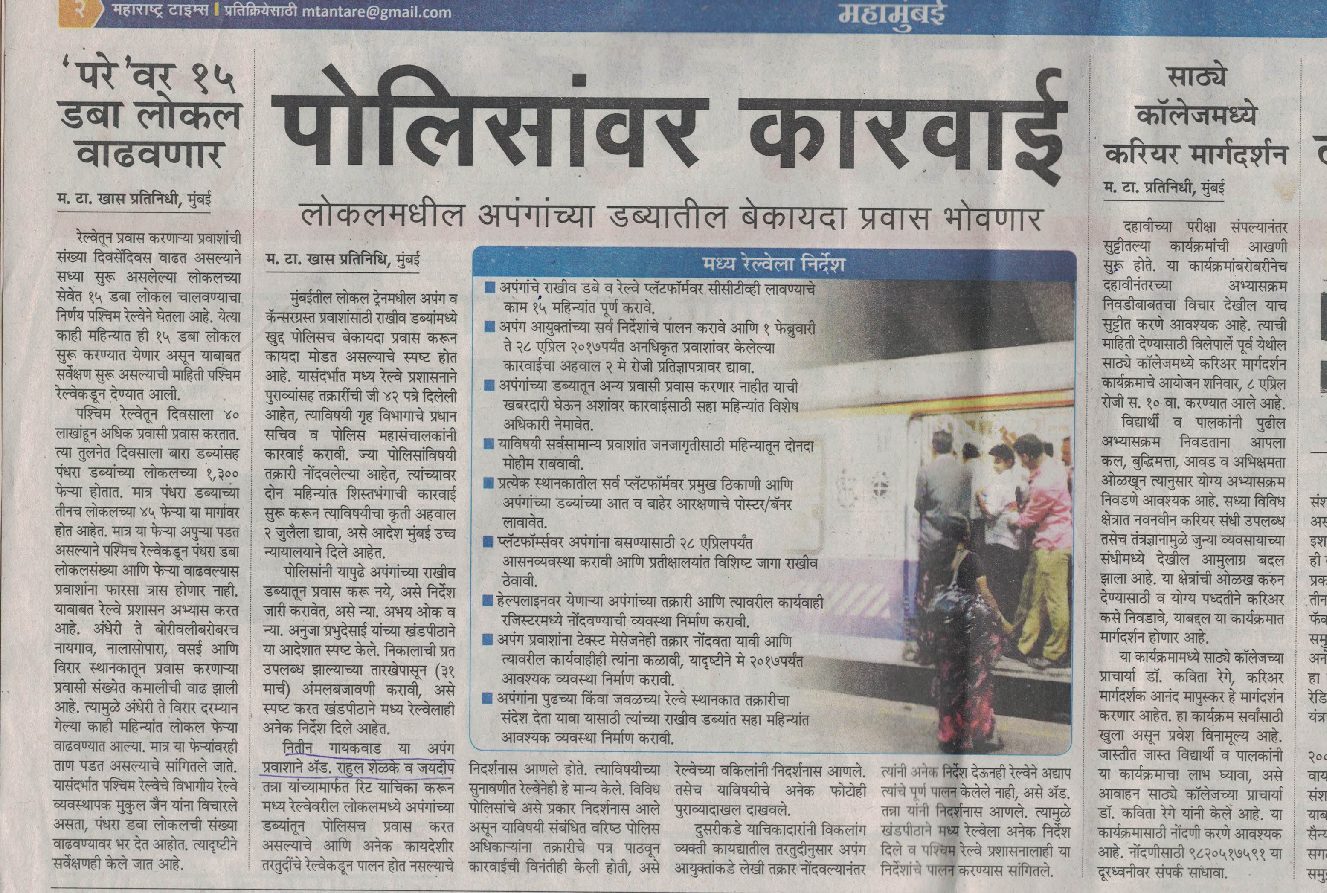 २ महाराष्ट्र टाइम्स | प्रतिक्रियेसाठी mtantare@gmail.com
महामुंबई
‘परे’वर १५
डबा लोकल
वाढवणार
म. टा. खास प्रतिनिधी, मुंबई
रेल्वेतून प्रवास करणाऱ्या प्रवाशांची
संख्या दिवसेंदिवस वाढत असल्याने
सध्या सुरू असलेल्या लोकलच्या
सेवेत १५ डबा लोकल चालवण्याचा
निर्णय पश्चिम रेल्वेने घेतला आहे. येत्या
काही महिन्यात ही १५ डबा लोकल
सुरू करण्यात येणार असून याबाबत
सर्वेक्षण सुरू असल्याची माहिती पश्चिम
रेल्वेकडून देण्यात आली.
पश्चिम रेल्वेतून दिवसाला ४०
लाखांहून अधिक प्रवासी प्रवास करतात.
त्या तुलनेत दिवसाला बारा डब्यांसह
पंधरा डब्यांच्या लोकलच्या १,३००
फेऱ्या होतात. मात्र पंधरा डब्याच्या
तीनच लोकलच्या ४५ फेऱ्या या मार्गावर
होत आहेत. मात्र या फेऱ्या अपुऱ्या पडत
असल्याने पश्चिम रेल्वेकडून पंधरा डबा
लोकलसंख्या आणि फेऱ्या वाढवल्यास
प्रवाशांना फारसा त्रास होणार नाही.
याबाबत रेल्वे प्रशासन अभ्यास करत
आहे. अंधेरी ते बोरीवलीबरोबरच
नायगाव, नालासोपारा, वसई आणि
विरार स्थानकातून प्रवास करणाऱ्या
प्रवासी संख्येत कमालीची वाढ झाली
आहे. त्यामुळे अंधेरी ते विरार दरम्यान
गेल्या काही महिन्यांत लोकल फेऱ्या
वाढवण्यात आल्या. मात्र या फेऱ्यांवरही
ताण पडत असल्याचे सांगितले जाते.
यासंदर्भात पश्चिम रेल्वेचे विभागीय रेल्वे
व्यवस्थापक मुकुल जैन यांना विचारले
असता, पंधरा डबा लोकलची संख्या
वाढवण्यावर भर देत आहोत. त्यादृष्टीने
सर्वेक्षणही केले जात आहे.
पोलिसांवर कारवाई
लोकलमधील अपंगांच्या डब्यातील बेकायदा प्रवास भोवणार
म. टा. खास प्रतिनिधि, मुंबई
मुंबईतील लोकल ट्रेनमधील अपंग व
कॅन्सरग्रस्त प्रवाशांसाठी राखीव डब्यांमध्ये
खुद्द पोलिसच बेकायदा प्रवास करून
कायदा मोडत असल्याचे स्पष्ट होत
आहे. यासंदर्भात मध्य रेल्वे प्रशासनाने
पुराव्यांसह तक्रारींची जी ४२ पत्रे दिलेली
आहेत, त्याविषयी गृह विभागाचे प्रधान
सचिव व पोलिस महासंचालकांनी
कारवाई करावी. ज्या पोलिसांविषयी
तक्रारी नोंदवलेल्या आहेत, त्यांच्यावर
दोन महिन्यांत शिस्तभंगाची कारवाई
सुरू करून त्याविषयीचा कृती अहवाल
२ जुलैला द्यावा, असे आदेश मुंबई उच्च
न्यायालयाने दिले आहेत.
पोलिसांनी यापुढे अपंगांच्या राखीव
डब्यातून प्रवास करू नये, असे निर्देश
जारी करावेत, असे न्या. अभय ओक व
न्या. अनुजा प्रभुदेसाई यांच्या खंडपीठाने
या आदेशात स्पष्ट केले. निकालाची प्रत
उपलब्ध झाल्याच्या तारखेपासून (३१
मार्च) अंमलबजावणी करावी, असे
स्पष्ट करत खंडपीठाने मध्य रेल्वेलाही
अनेक निर्देश दिले आहेत.
नितीन गायकवाड या अपंग
प्रवाशाने अ‍ॅड. राहुल शेळके व जयदीप
तन्ना यांच्यामार्फत रिट याचिका करून
मध्य रेल्वेवरील लोकलमध्ये अपंगांच्या
डब्यांतून पोलिसच प्रवास करत
असल्याचे आणि अनेक कायदेशीर
तरतुदींचे रेल्वेकडून पालन होत नसल्याचे
मध्य रेल्वेला निर्देश
■ अपंगांचे राखीव डबे व रेल्वे प्लॅटफॉर्मवर सीसीटीव्ही लावण्याचे
काम १५ महिन्यांत पूर्ण करावे.
■ अपंग आयुक्तांच्या सर्व निर्देशांचे पालन करावे आणि १ फेब्रुवारी
ते २८ एप्रिल २०१७पर्यंत अनधिकृत प्रवाशांवर केलेल्या
कारवाईचा अहवाल २ मे रोजी प्रतिज्ञापत्रावर द्यावा.
■ अपंगांच्या डब्यातून अन्य प्रवासी प्रवास करणार नाहीत याची
खबरदारी घेऊन अशांवर कारवाईसाठी सहा महिन्यांत विशेष
अधिकारी नेमावेत.
■ याविषयी सर्वसामान्य प्रवाशांत जनजागृतीसाठी महिन्यातून दोनदा
मोहीम राबवावी.
■ प्रत्येक स्थानकातील सर्व प्लॅटफॉर्मवर प्रमुख ठिकाणी आणि
अपंगांच्या डब्यांच्या आत व बाहेर आरक्षणाचे पोस्टर/बॅनर
लावावेत.
■ प्लॅटफॉर्म्सवर अपंगांना बसण्यासाठी २८ एप्रिलपर्यंत
आसनव्यवस्था करावी आणि प्रतीक्षालयांत विशिष्ट जागा राखीव
ठेवावी.
■ हेल्पलाइनवर येणाऱ्या अपंगांच्या तक्रारी आणि त्यावरील कार्यवाही
रजिस्टरमध्ये नोंदवण्याची व्यवस्था निर्माण करावी.
■ अपंग प्रवाशांना टेक्स्ट मेसेजनेही तक्रार नोंदवता यावी आणि
त्यावरील कार्यवाहीही त्यांना कळावी, यादृष्टीने मे २०१७पर्यंत
आवश्यक व्यवस्था निर्माण करावी.
■ अपंगांना पुढच्या किंवा जवळच्या रेल्वे स्थानकात तक्रारीचा
संदेश देता यावा यासाठी त्यांच्या राखीव डब्यांत सहा महिन्यांत
आवश्यक व्यवस्था निर्माण करावी.
निदर्शनास आणले होते. त्याविषयीच्या
सुनावणीत रेल्वेनेही हे मान्य केले. विविध
पोलिसांचे असे प्रकार निदर्शनास आले
असून याविषयी संबंधित वरिष्ठ पोलिस
अधिकाऱ्यांना तक्रारीचे पत्र पाठवून
कारवाईची विनंतीही केली होती, असे
रेल्वेच्या वकिलांनी निदर्शनास आणले.
तसेच याविषयीचे अनेक फोटोही
पुराव्यादाखल दाखवले.
दुसरीकडे याचिकादारांनी विकलांग
व्यक्ती कायद्यातील तरतुदीनुसार अपंग
आयुक्तांकडे लेखी तक्रार नोंदवल्यानंतर
त्यांनी अनेक निर्देश देऊनही रेल्वेने अद्याप
त्यांचे पूर्ण पालन केलेले नाही, असे अ‍ॅड.
तन्ना यांनी निदर्शनास आणले. त्यामुळे
खंडपीठाने मध्य रेल्वेला अनेक निर्देश
दिले व पश्चिम रेल्वे प्रशासनालाही या
निर्देशांचे पालन करण्यास सांगितले.
साठ्ये
कॉलेजमध्ये
करियर मार्गदर्शन
म. टा. प्रतिनिधी, मुंबई
दहावीच्या परीक्षा संपल्यानंतर
सुट्टीतल्या कार्यक्रमांची आखणी
सुरू होते. या कार्यक्रमांबरोबरीनेच
दहावीनंतरच्या अभ्यासक्रम
निवडीबाबतचा विचार देखील याच
सुट्टीत करणे आवश्यक आहे. त्याची
माहिती देण्यासाठी विलेपार्ले पूर्व येथील
साठ्ये कॉलेजमध्ये करिअर मार्गदर्शन
कार्यक्रमाचे आयोजन शनिवार, ८ एप्रिल
रोजी स. १० वा. करण्यात आले आहे.
विद्यार्थी व पालकांनी पुढील
अभ्यासक्रम निवडताना आपला
कल, बुद्धिमत्ता, आवड व अभिक्षमता
ओळखून त्यानुसार योग्य अभ्यासक्रम
निवडणे आवश्यक आहे. सध्या विविध
क्षेत्रात नवनवीन करियर संधी उपलब्ध
तसेच तंत्रज्ञानामुळे जुन्या व्यवसायाच्या
संधीमध्ये देखील आमुलाग्र बदल
झाला आहे. या क्षेत्रांची ओळख करुन
देण्यासाठी व योग्य पध्दतीने करिअर
कसे निवडावे, याबद्दल या कार्यक्रमात
मार्गदर्शन होणार आहे.
या कार्यक्रमामध्ये साठ्ये कॉलेजच्या
प्राचार्या डॉ. कविता रेगे, करिअर
मार्गदर्शक आनंद मापुस्कर हे मार्गदर्शन
करणार आहेत. हा कार्यक्रम सर्वांसाठी
खुला असून प्रवेश विनामूल्य आहे.
जास्तीत जास्त विद्यार्थी व पालकांनी
या कार्यक्रमाचा लाभ घ्यावा, असे
आवाहन साठ्ये कॉलेजच्या प्राचार्या
डॉ. कविता रेगे यांनी केले आहे. या
कार्यक्रमासाठी नोंदणी करणे आवश्यक
आहे. नोंदणीसाठी ९८२०५१७५९१ या
दूरध्वनीवर संपर्क साधावा.